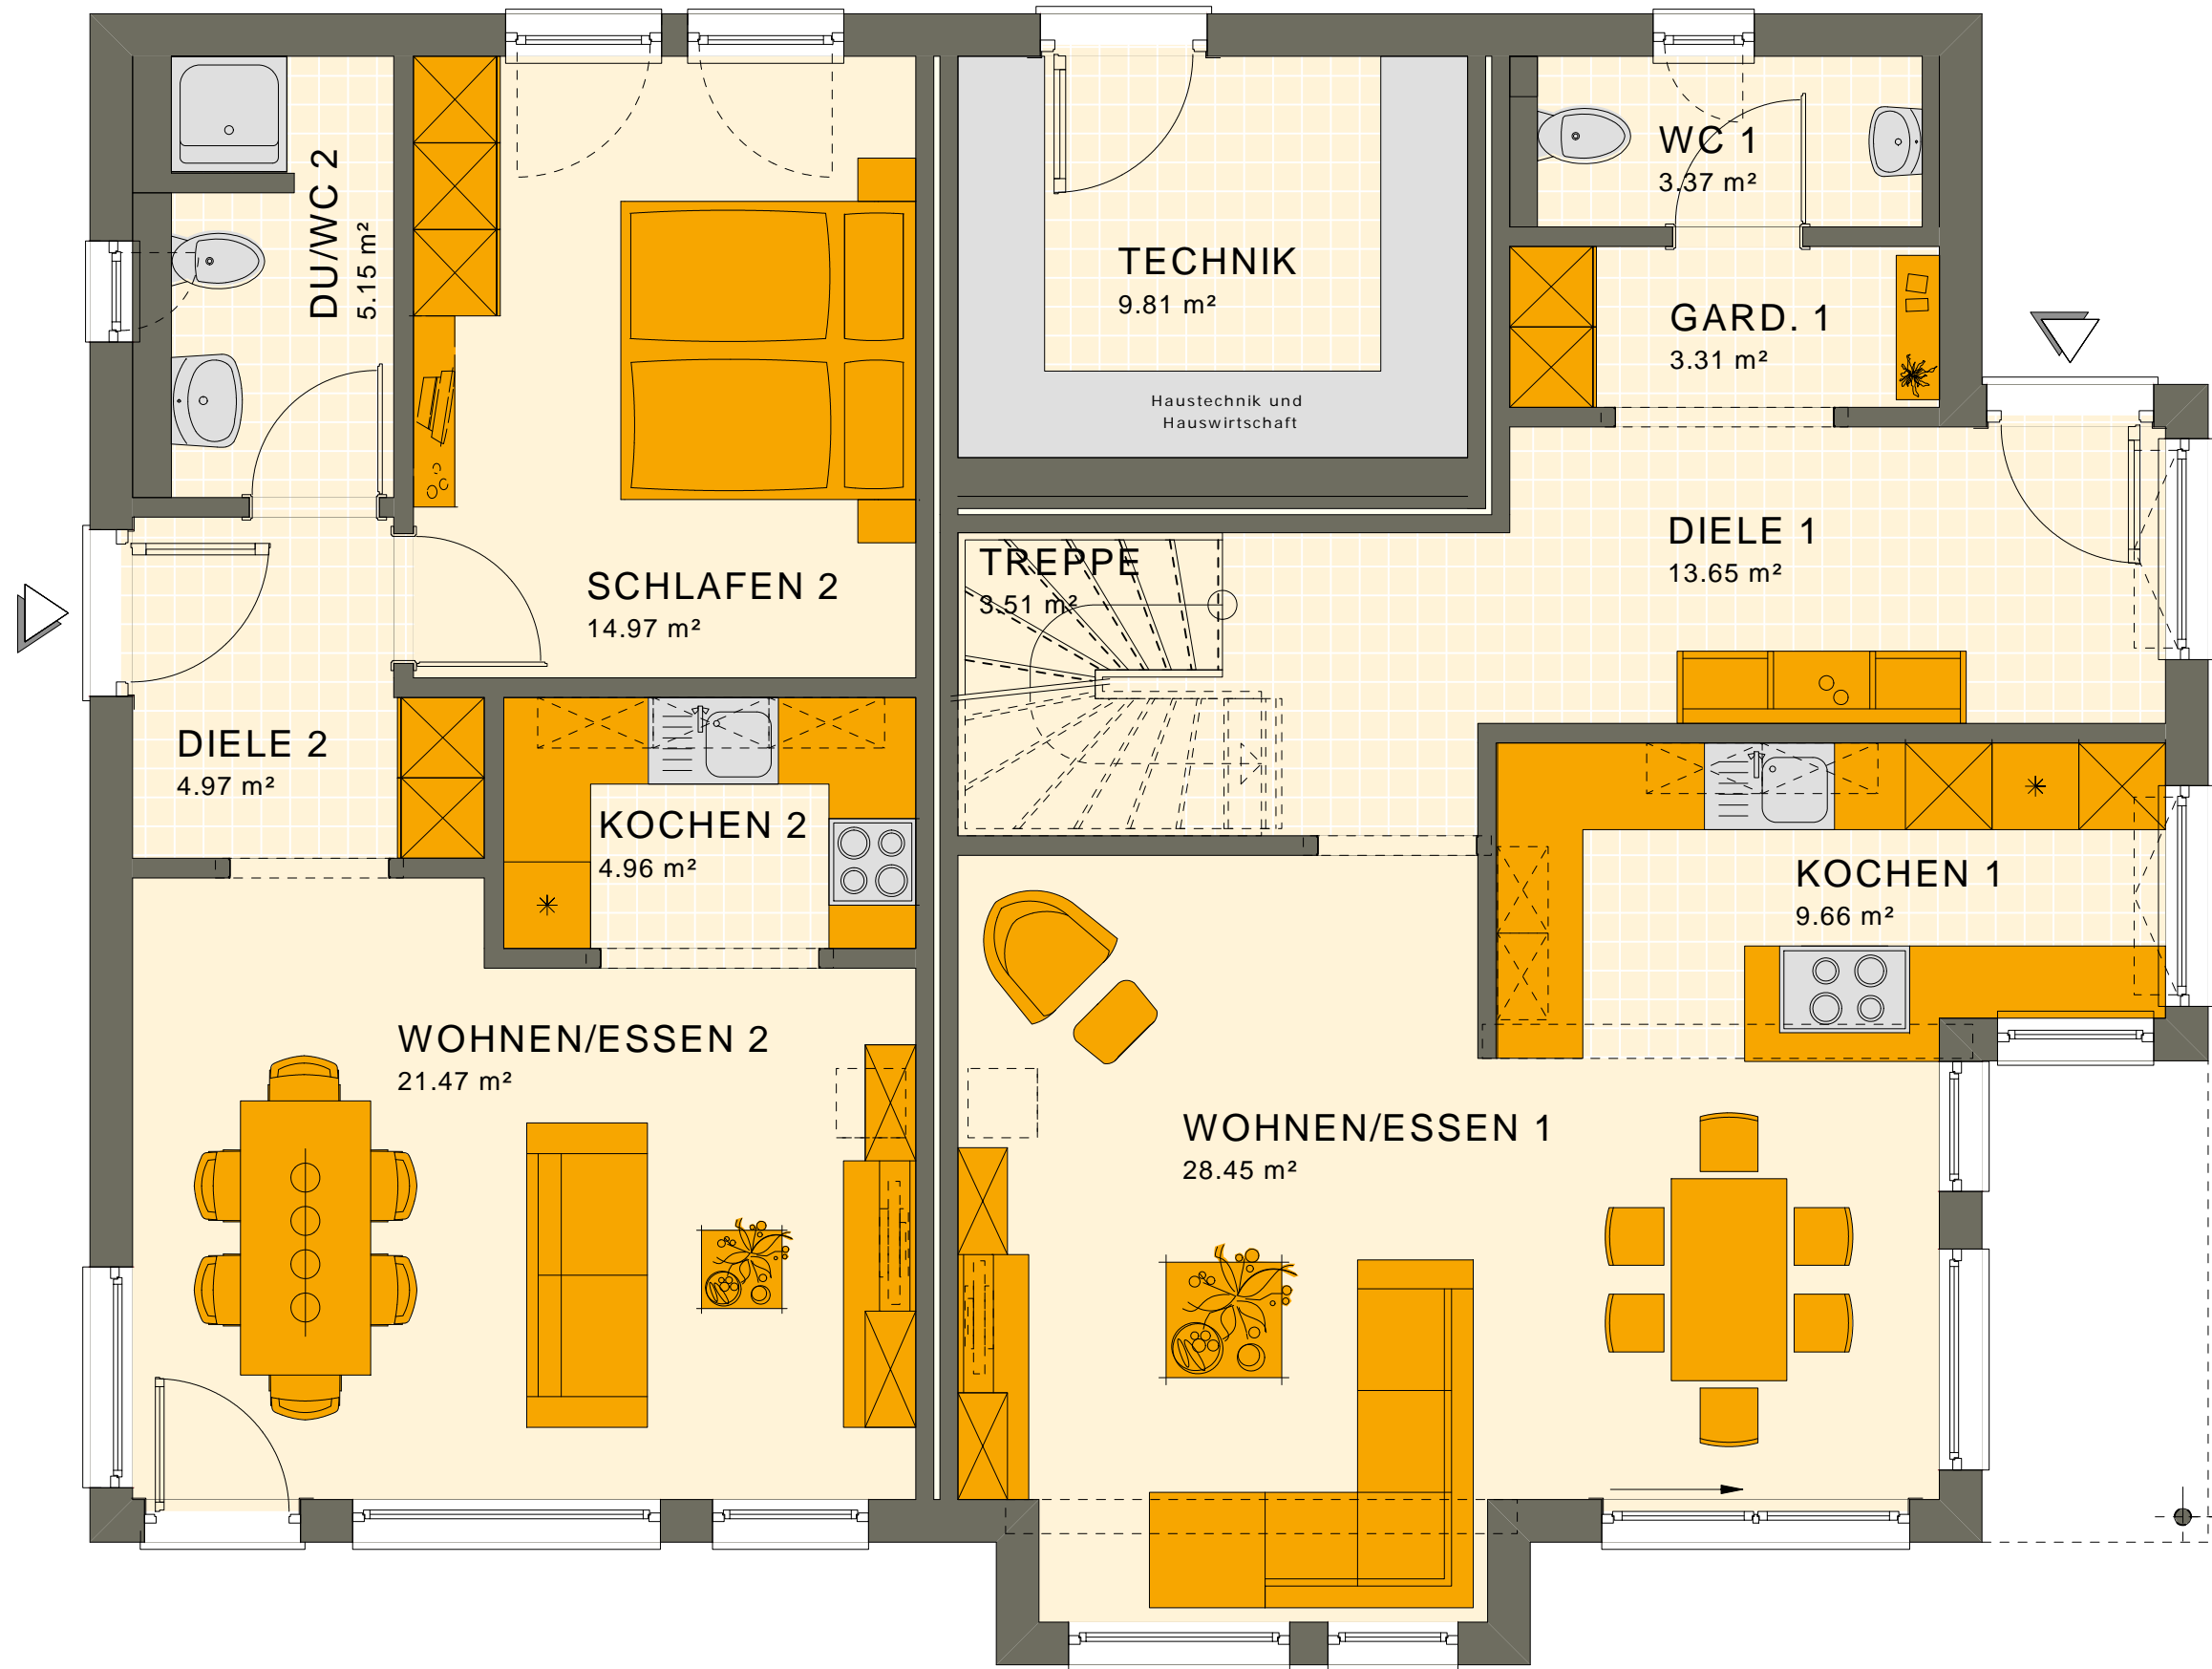 DU/WC 2
5.15 m²
SCHLAFEN 2
14.97 m²
TECHNIK
9.81 m²
Haustechnik und
Hauswirtschaft
WC 1
3.37 m²
GARD. 1
3.31 m²
DIELE 1
13.65 m²
TREPPE
3.51 m²
DIELE 2
4.97 m²
KOCHEN 2
4.96 m²
KOCHEN 1
9.66 m²
WOHNEN/ESSEN 2
21.47 m²
WOHNEN/ESSEN 1
28.45 m²